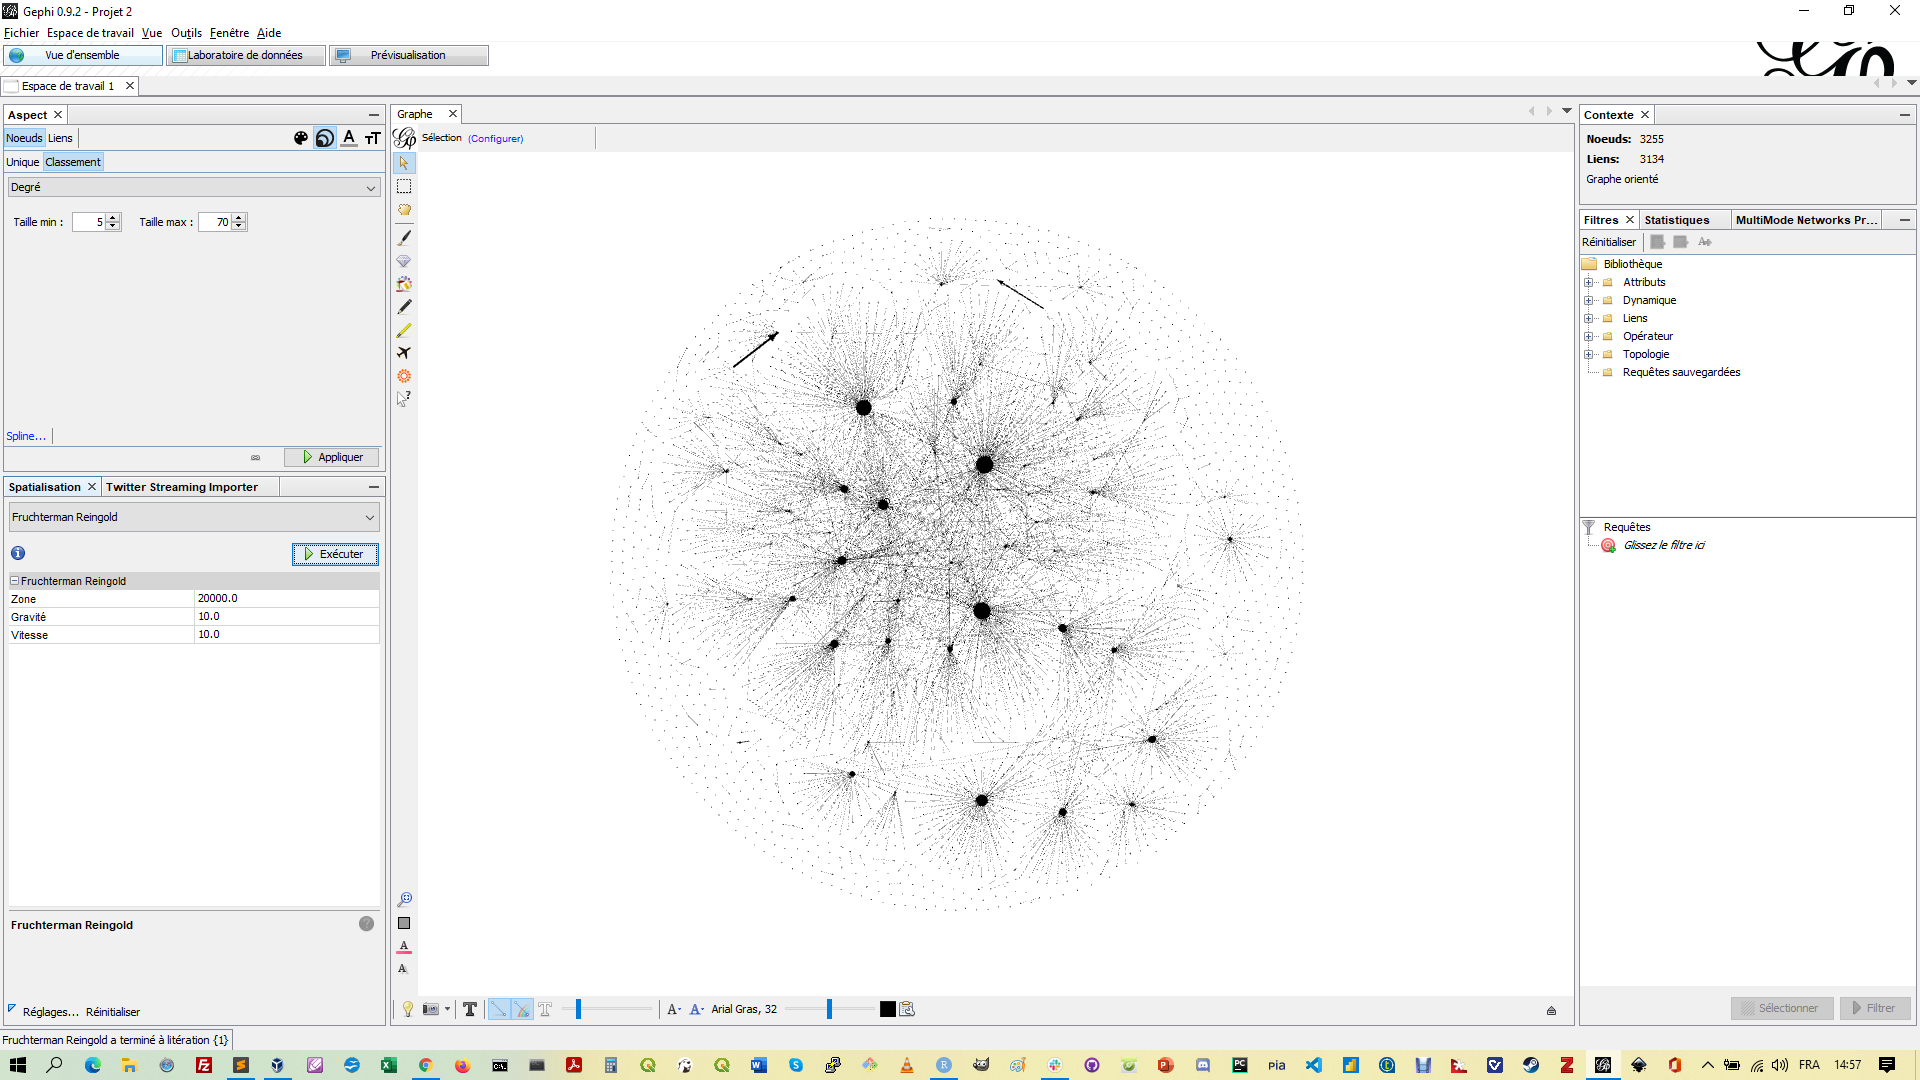 Gephi 0.9.2 - Projet 2
Fichier Espace de travail Vue Outils Fenêtre Aide
Vue d'ensemble Laboratoire de données Prévisualisation
Espace de travail 1
Aspect
Noeuds Liens
Unique Classement
Degré
Taille min : 5 Taille max : 70
Spline...
Appliquer
Spatialisation Twitter Streaming Importer
Fruchterman Reingold
Exécuter
Fruchterman Reingold
Zone 20000.0
Gravité 10.0
Vitesse 10.0
Fruchterman Reingold
Réglages... Réinitialiser
Fruchterman Reingold a terminé à litération {1}
Graphe
Sélection (Configurer)
Arial Gras, 32
Contexte
Noeuds: 3255
Liens: 3134
Graphe orienté
Filtres Statistiques MultiMode Networks Pr...
Réinitialiser
Bibliothèque
Attributs
Dynamique
Liens
Opérateur
Topologie
Requêtes sauvegardées
Requêtes
Glissez le filtre ici
Sélectionner Filtrer
pia
FRA 14:57